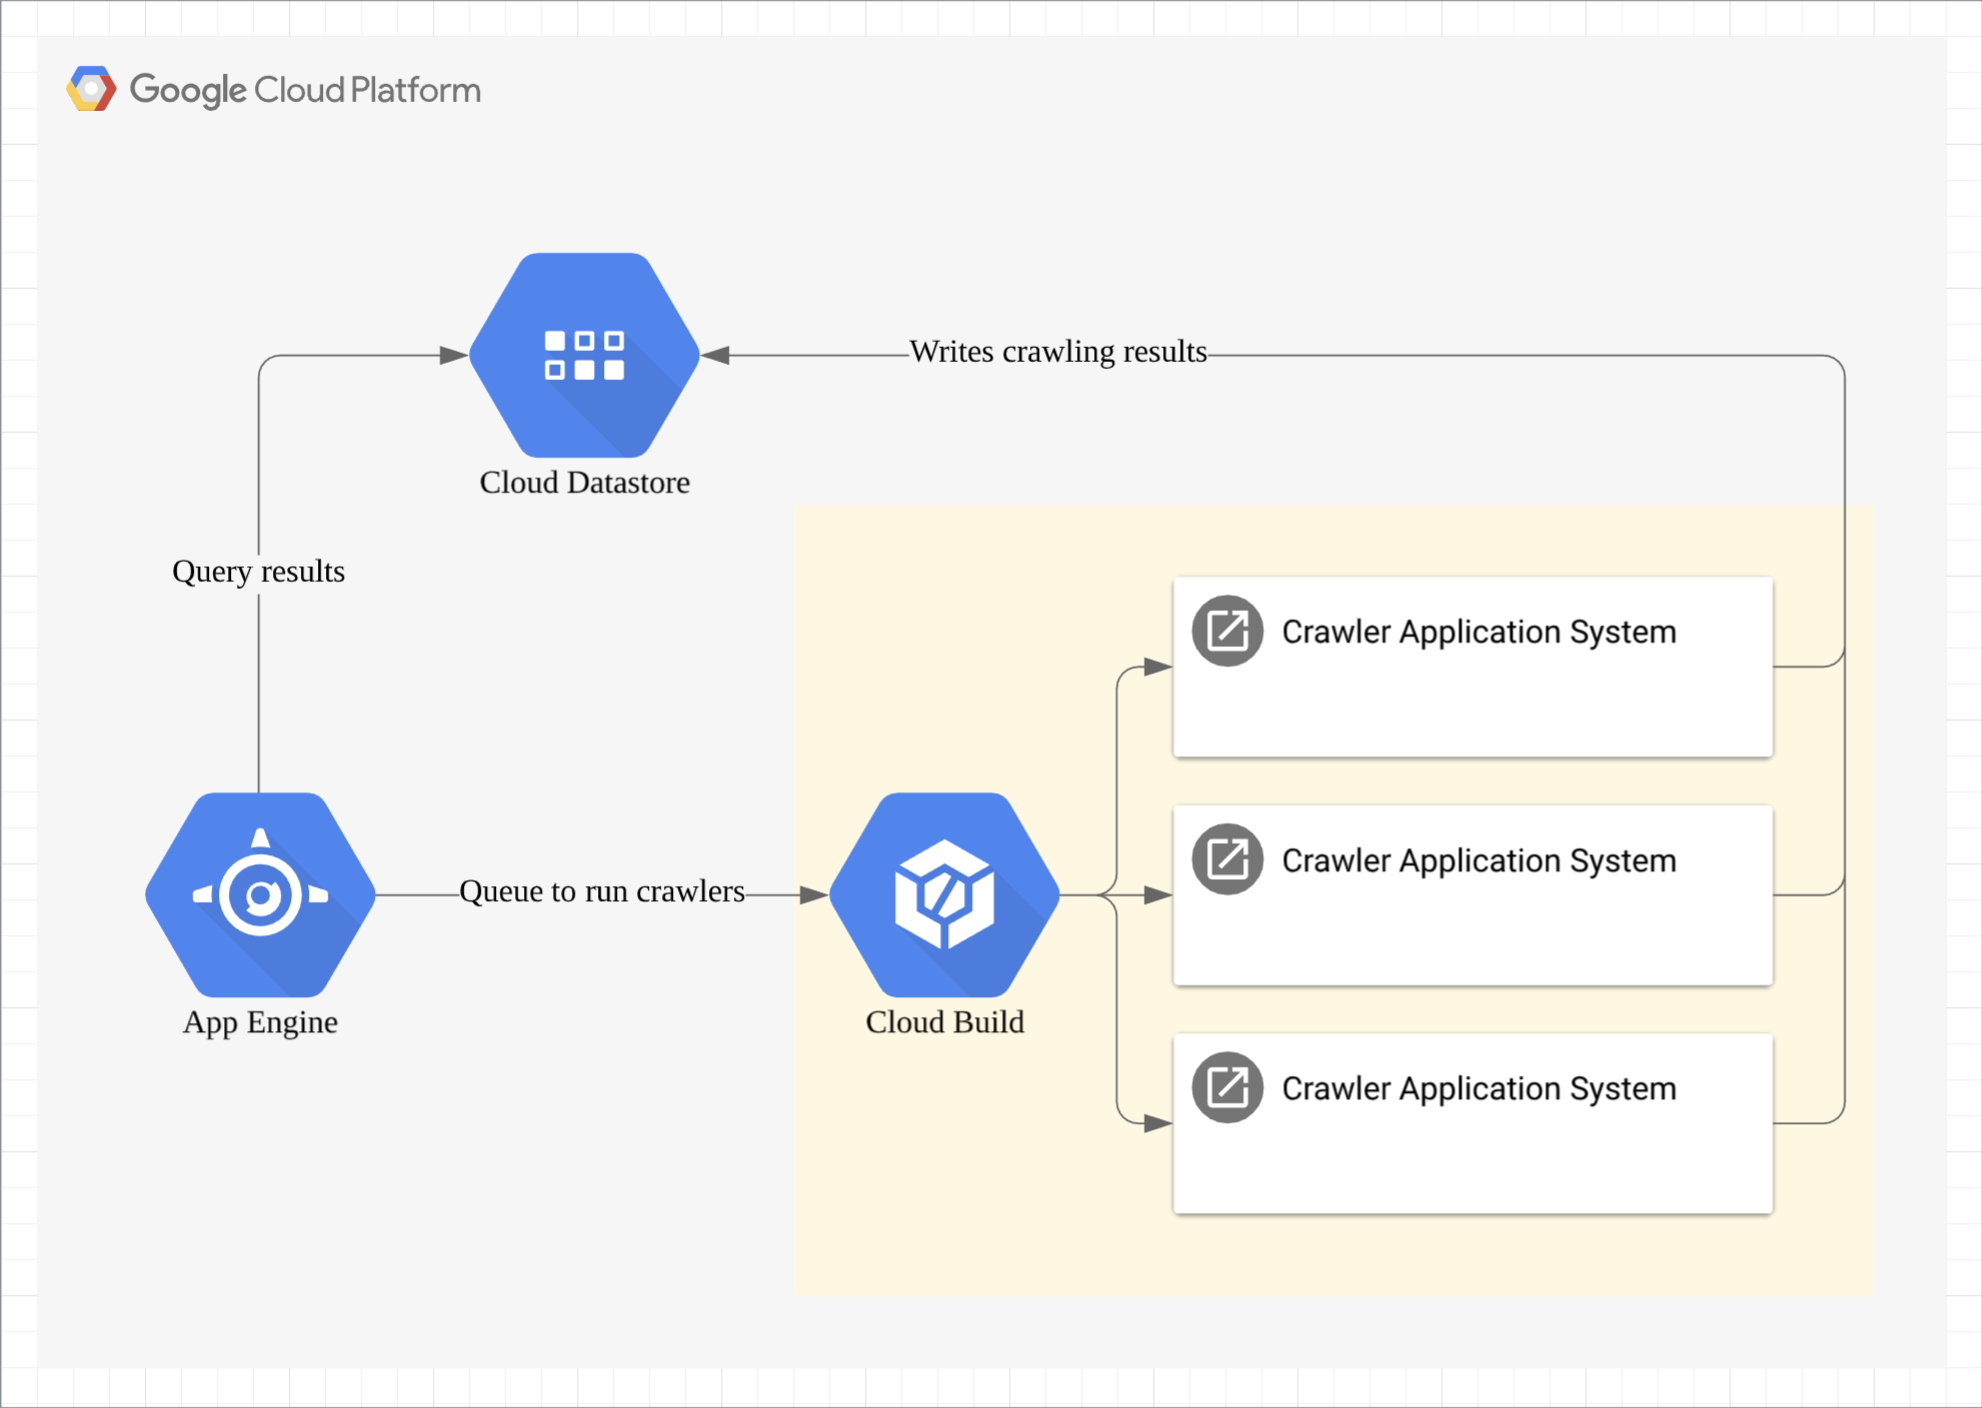 Google Cloud Platform
Writes crawling results
Cloud Datastore
Query results
Crawler Application System
Crawler Application System
Queue to run crawlers
App Engine
Cloud Build
Crawler Application System